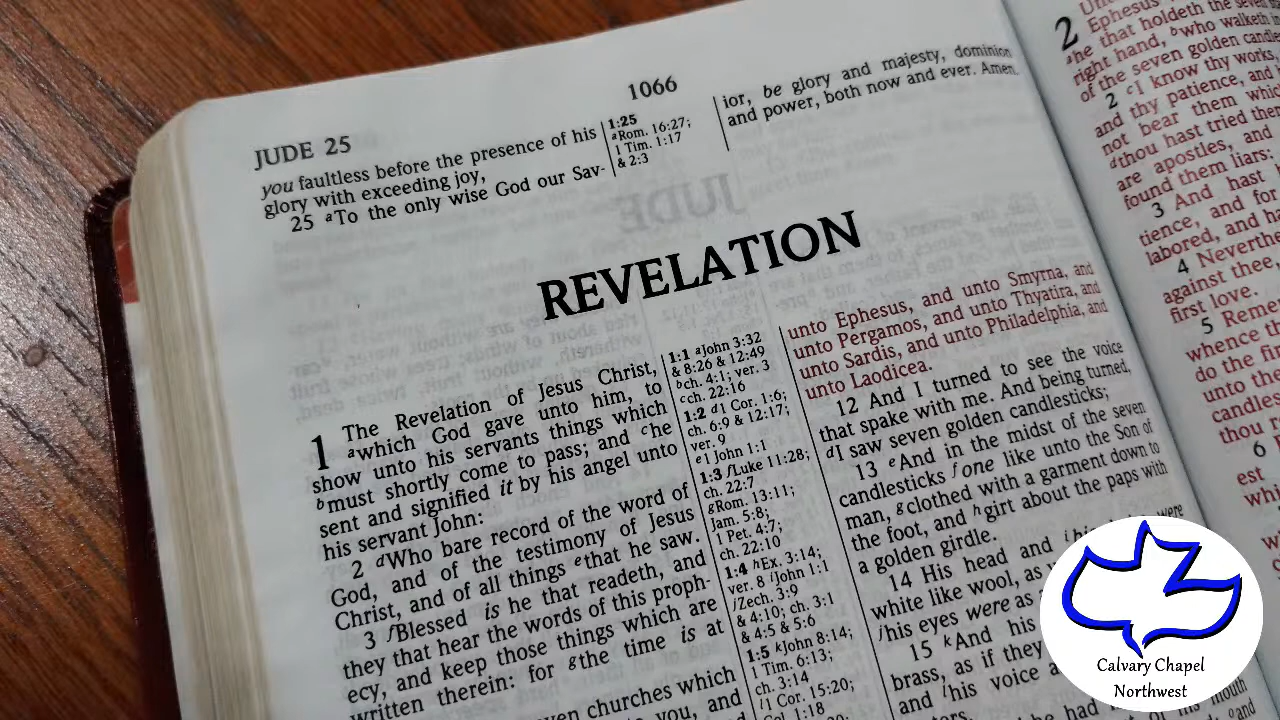 1066
JUDE 25
you faultless before the presence of his
glory with exceeding joy,
25 aTo the only wise God our Sav-
1:25
aRom. 16:27;
1 Tim. 1:17
& 2:3
ior, be glory and majesty, dominion
and power, both now and ever. Amen.
REVELATION
1 The Revelation of Jesus Christ,
awhich God gave unto him, to
show unto his servants things which
bmust shortly come to pass; and che
sent and signified it by his angel unto
his servant John:
2 dWho bare record of the word of
God, and of the testimony of Jesus
Christ, and of all things ethat he saw.
3 fBlessed is he that readeth, and
they that hear the words of this proph-
ecy, and keep those things which are
written therein: for gthe time is at
churches which
you, and
1:1 aJohn 3:32
& 8:26 & 12:49
bch. 4:1; ver. 3
cch. 22:16
1:2 d1 Cor. 1:6;
ch. 6:9 & 12:17;
ver. 9
e1 John 1:1
1:3 fLuke 11:28;
ch. 22:7
gRom. 13:11;
Jam. 5:8;
1 Pet. 4:7;
ch. 22:10
1:4 hEx. 3:14;
ver. 8 iJohn 1:1
jZech. 3:9
& 4:10; ch. 3:1
& 4:5 & 5:6
1:5 kJohn 8:14;
1 Tim. 6:13;
ch. 3:14
l1 Cor. 15:20;
Col. 1:18
unto Ephesus, and unto Smyrna, and
unto Pergamos, and unto Thyatira, and
unto Sardis, and unto Philadelphia, and
unto Laodicea.
12 And I turned to see the voice
that spake with me. And being turned,
dI saw seven golden candlesticks;
13 eAnd in the midst of the seven
candlesticks fone like unto the Son of
man, gclothed with a garment down to
the foot, and hgirt about the paps with
a golden girdle.
14 His head and ihis were
white like wool, as
jhis eyes were as
15 kAnd his
brass, as if they
and lhis voice
he had
mouth
2
Ephesus
he that holdeth the seven
right hand, bwho walketh
of the seven golden
2 cI know thy works,
and thy patience, and
not bear them which
dthou hast tried
are apostles, and
found them liars:
3 And hast
tience, and for
labored, and
4
against thee,
first love.
5
whence
do the
unto the
thou
6
est
Calvary Chapel
Northwest